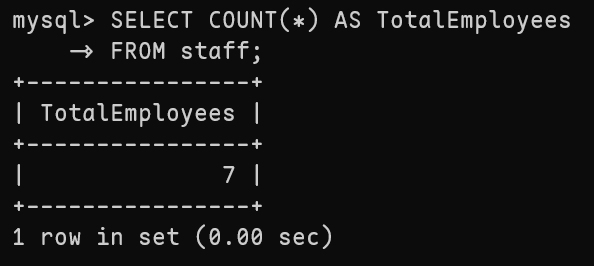 mysql> SELECT COUNT(*) AS TotalEmployees
    -> FROM staff;
+----------------+
| TotalEmployees |
+----------------+
|              7 |
+----------------+
1 row in set (0.00 sec)